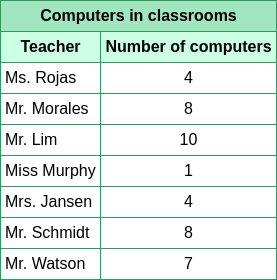 Computers in classrooms
Teacher Number of computers
Ms. Rojas 4
Mr. Morales 8
Mr. Lim 10
Miss Murphy 1
Mrs. Jansen 4
Mr. Schmidt 8
Mr. Watson 7